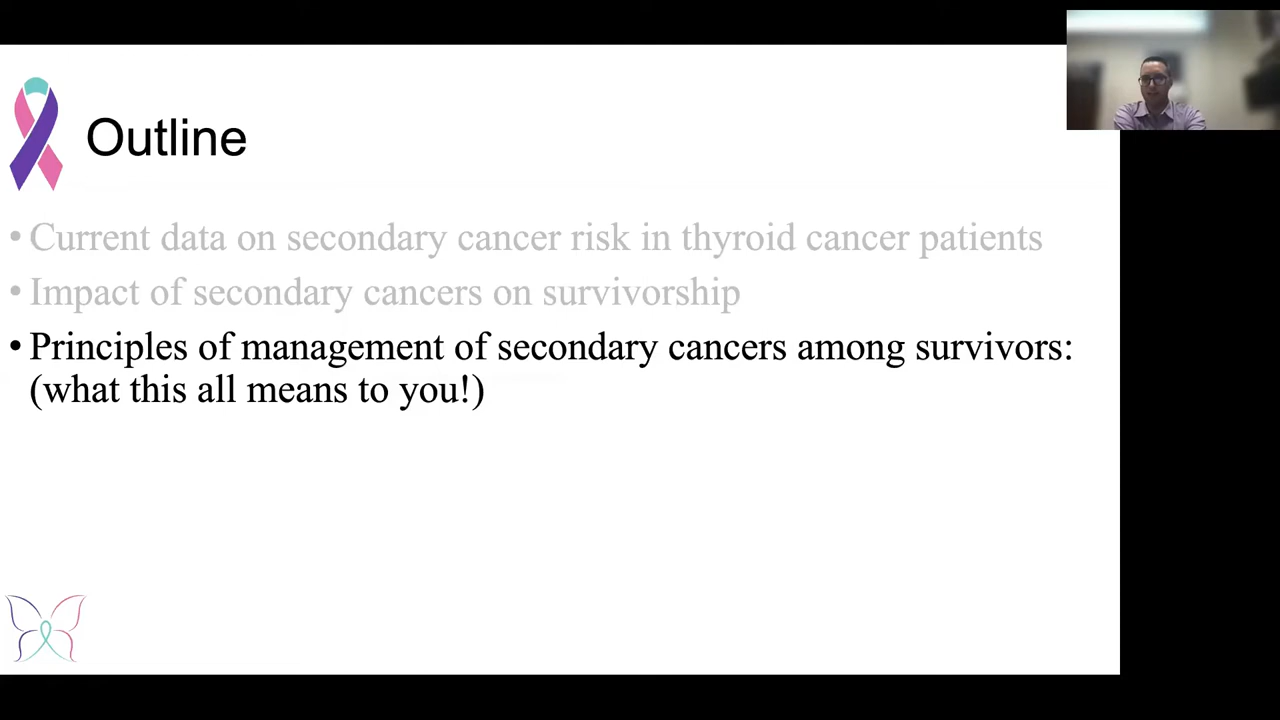 Outline
• Current data on secondary cancer risk in thyroid cancer patients
• Impact of secondary cancers on survivorship
• Principles of management of secondary cancers among survivors:
(what this all means to you!)